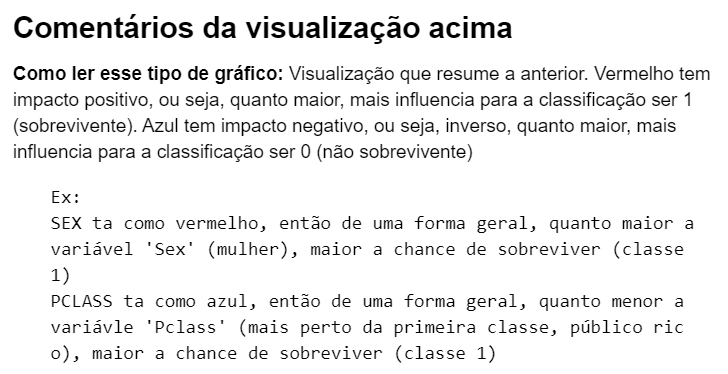 Comentários da visualização acima
Como ler esse tipo de gráfico: Visualização que resume a anterior. Vermelho tem
impacto positivo, ou seja, quanto maior, mais influencia para a classificação ser 1
(sobrevivente). Azul tem impacto negativo, ou seja, inverso, quanto maior, mais
influencia para a classificação ser 0 (não sobrevivente)
Ex:
SEX ta como vermelho, então de uma forma geral, quanto maior a
variável 'Sex' (mulher), maior a chance de sobreviver (classe
1)
PCLASS ta como azul, então de uma forma geral, quanto menor a
variávle 'Pclass' (mais perto da primeira classe, público ric
o), maior a chance de sobreviver (classe 1)